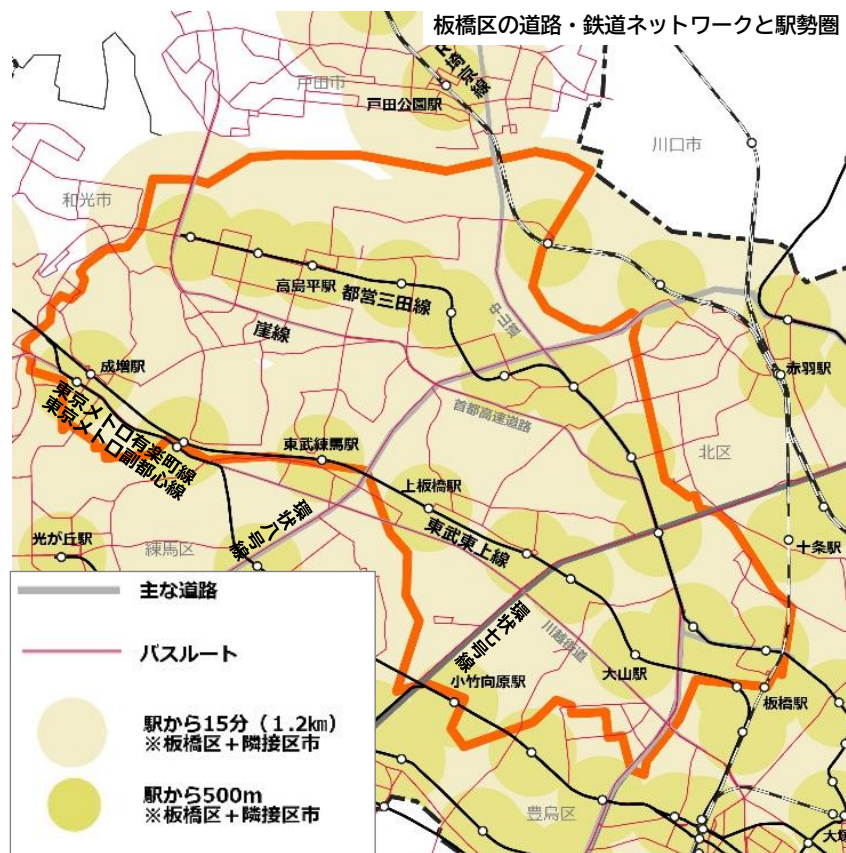 板橋区の道路・鉄道ネットワークと駅勢圏
戸田市
埼京線
戸田公園駅
川口市
和光市
高島平駅
都営三田線
崖線
中山道
成増駅
赤羽駅
首都高速道路
東京メトロ有楽町線
東京メトロ副都心線
東武練馬駅
北区
上板橋駅
環状八号線
東武東上線
光が丘駅
練馬区
十条駅
環状七号線
川越街道
大山駅
小竹向原駅
板橋駅
豊島区
大塚
主な道路
バスルート
駅から15分(1.2km)
※板橋区+隣接区市
駅から500m
※板橋区+隣接区市